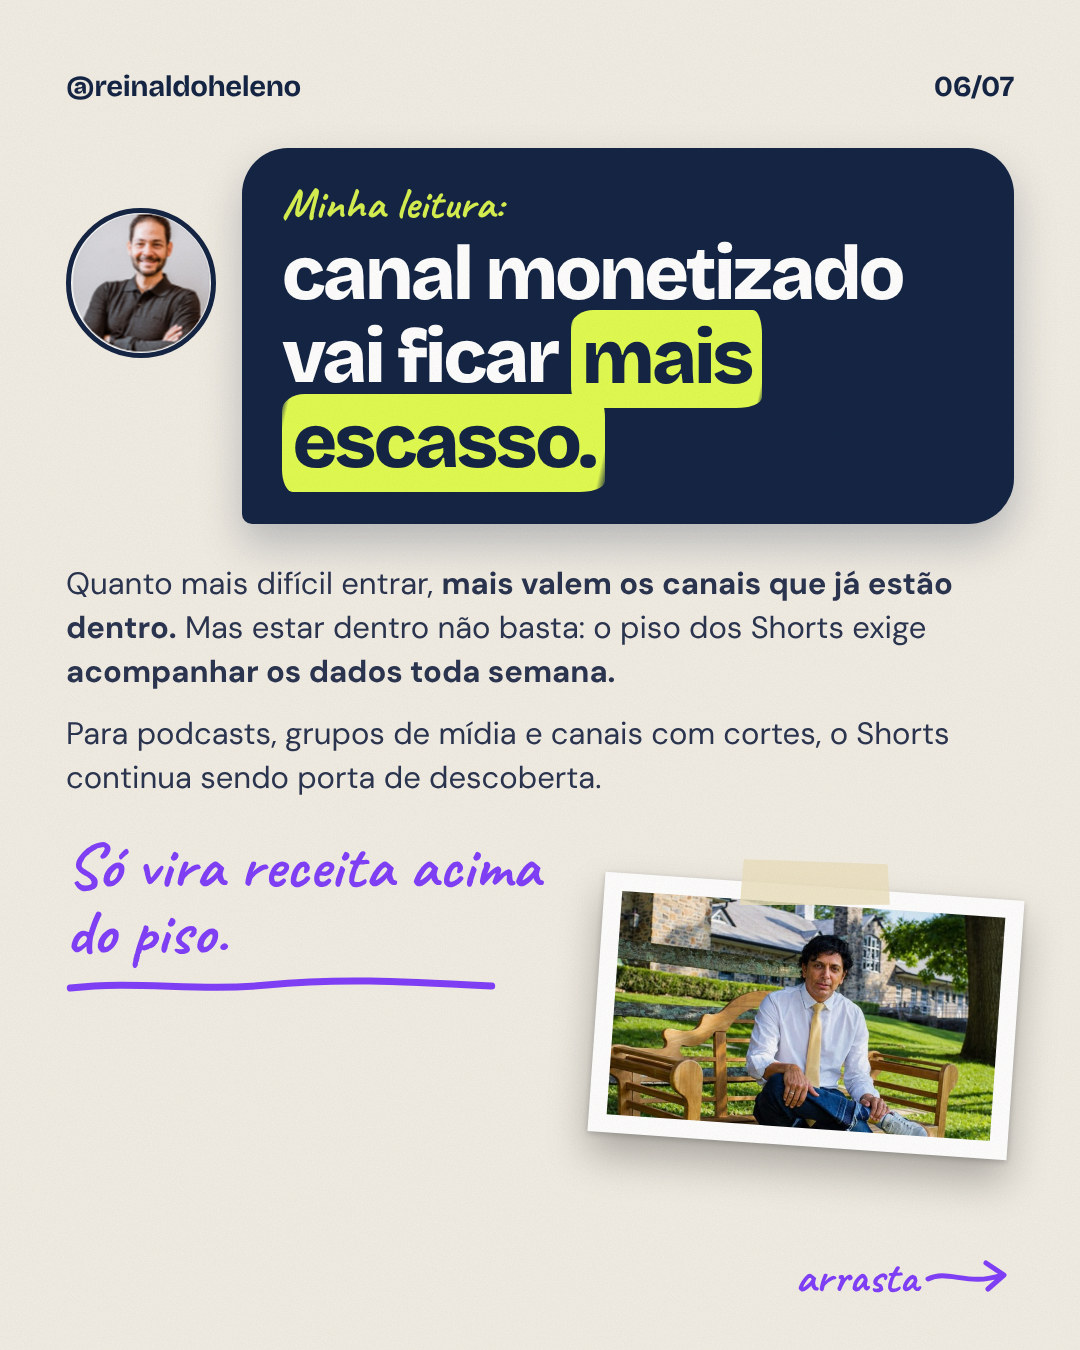 @reinaldoheleno
06/07
Minha leitura:
canal monetizado
vai ficar mais
escasso.
Quanto mais difícil entrar, mais valem os canais que já estão
dentro. Mas estar dentro não basta: o piso dos Shorts exige
acompanhar os dados toda semana.
Para podcasts, grupos de mídia e canais com cortes, o Shorts
continua sendo porta de descoberta.
Só vira receita acima
do piso.
arrasta